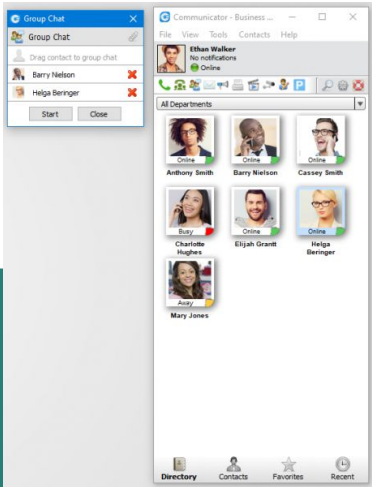 Group Chat
Group Chat
Drag contact to group chat
Barry Nielson
Helga Beringer
Start Close
Communicator - Business ...
File View Tools Contacts Help
Ethan Walker
No notifications
Online
P
All Departments
Online Online Online
Anthony Smith Barry Nielson Cassey Smith
Busy Online Online
Charlotte Hughes Elijah Grantt Helga Beringer
Away
Mary Jones
Directory Contacts Favorites Recent